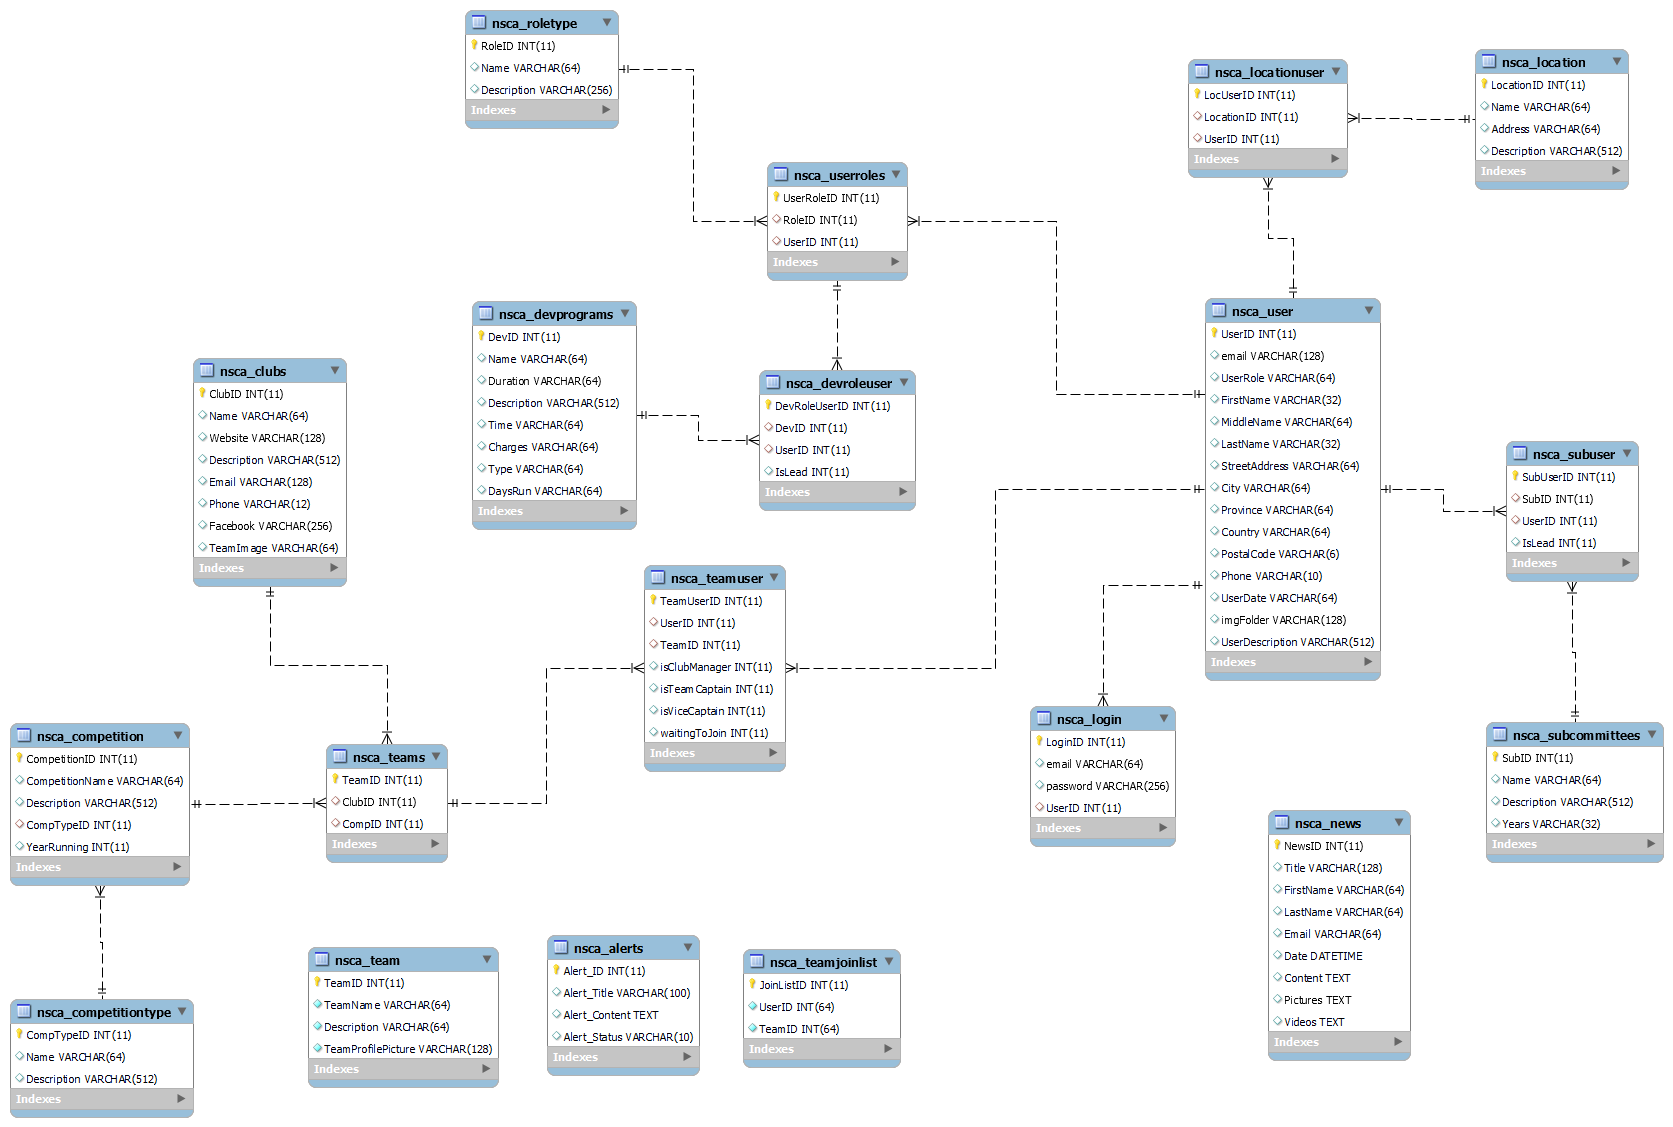 nsca_roletype
RoleID INT(11)
Name VARCHAR(64)
Description VARCHAR(256)
Indexes
nsca_locationuser
LocUserID INT(11)
LocationID INT(11)
UserID INT(11)
Indexes
nsca_location
LocationID INT(11)
Name VARCHAR(64)
Address VARCHAR(64)
Description VARCHAR(512)
Indexes
nsca_userroles
UserRoleID INT(11)
RoleID INT(11)
UserID INT(11)
Indexes
nsca_devprograms
DevID INT(11)
Name VARCHAR(64)
Duration VARCHAR(64)
Description VARCHAR(512)
Time VARCHAR(64)
Charges VARCHAR(64)
Type VARCHAR(64)
DaysRun VARCHAR(64)
Indexes
nsca_user
UserID INT(11)
email VARCHAR(128)
UserRole VARCHAR(64)
FirstName VARCHAR(32)
MiddleName VARCHAR(64)
LastName VARCHAR(32)
StreetAddress VARCHAR(64)
City VARCHAR(64)
Province VARCHAR(64)
Country VARCHAR(64)
PostalCode VARCHAR(6)
Phone VARCHAR(10)
UserDate VARCHAR(64)
imgFolder VARCHAR(128)
UserDescription VARCHAR(512)
Indexes
nsca_clubs
ClubID INT(11)
Name VARCHAR(64)
Website VARCHAR(128)
Description VARCHAR(512)
Email VARCHAR(128)
Phone VARCHAR(12)
Facebook VARCHAR(256)
TeamImage VARCHAR(64)
Indexes
nsca_devroleuser
DevRoleUserID INT(11)
DevID INT(11)
UserID INT(11)
IsLead INT(11)
Indexes
nsca_subuser
SubUserID INT(11)
SubID INT(11)
UserID INT(11)
IsLead INT(11)
Indexes
nsca_teamuser
TeamUserID INT(11)
UserID INT(11)
TeamID INT(11)
isClubManager INT(11)
isTeamCaptain INT(11)
isViceCaptain INT(11)
waitingToJoin INT(11)
Indexes
nsca_login
LoginID INT(11)
email VARCHAR(64)
password VARCHAR(256)
UserID INT(11)
Indexes
nsca_competition
CompetitionID INT(11)
CompetitionName VARCHAR(64)
Description VARCHAR(512)
CompTypeID INT(11)
YearRunning INT(11)
Indexes
nsca_teams
TeamID INT(11)
ClubID INT(11)
CompID INT(11)
Indexes
nsca_subcommittees
SubID INT(11)
Name VARCHAR(64)
Description VARCHAR(512)
Years VARCHAR(32)
Indexes
nsca_news
NewsID INT(11)
Title VARCHAR(128)
FirstName VARCHAR(64)
LastName VARCHAR(64)
Email VARCHAR(64)
Date DATETIME
Content TEXT
Pictures TEXT
Videos TEXT
Indexes
nsca_competitiontype
CompTypeID INT(11)
Name VARCHAR(64)
Description VARCHAR(512)
Indexes
nsca_team
TeamID INT(11)
TeamName VARCHAR(64)
Description VARCHAR(64)
TeamProfilePicture VARCHAR(128)
Indexes
nsca_alerts
Alert_ID INT(11)
Alert_Title VARCHAR(100)
Alert_Content TEXT
Alert_Status VARCHAR(10)
Indexes
nsca_teamjoinlist
JoinListID INT(11)
UserID INT(64)
TeamID INT(64)
Indexes